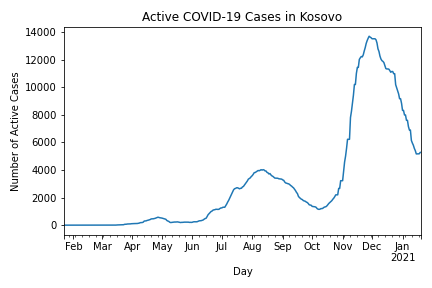 Active COVID-19 Cases in Kosovo
14000
12000
10000
8000
6000
4000
2000
0
Number of Active Cases
Feb Mar Apr May Jun Jul Aug Sep Oct Nov Dec Jan
2021
Day